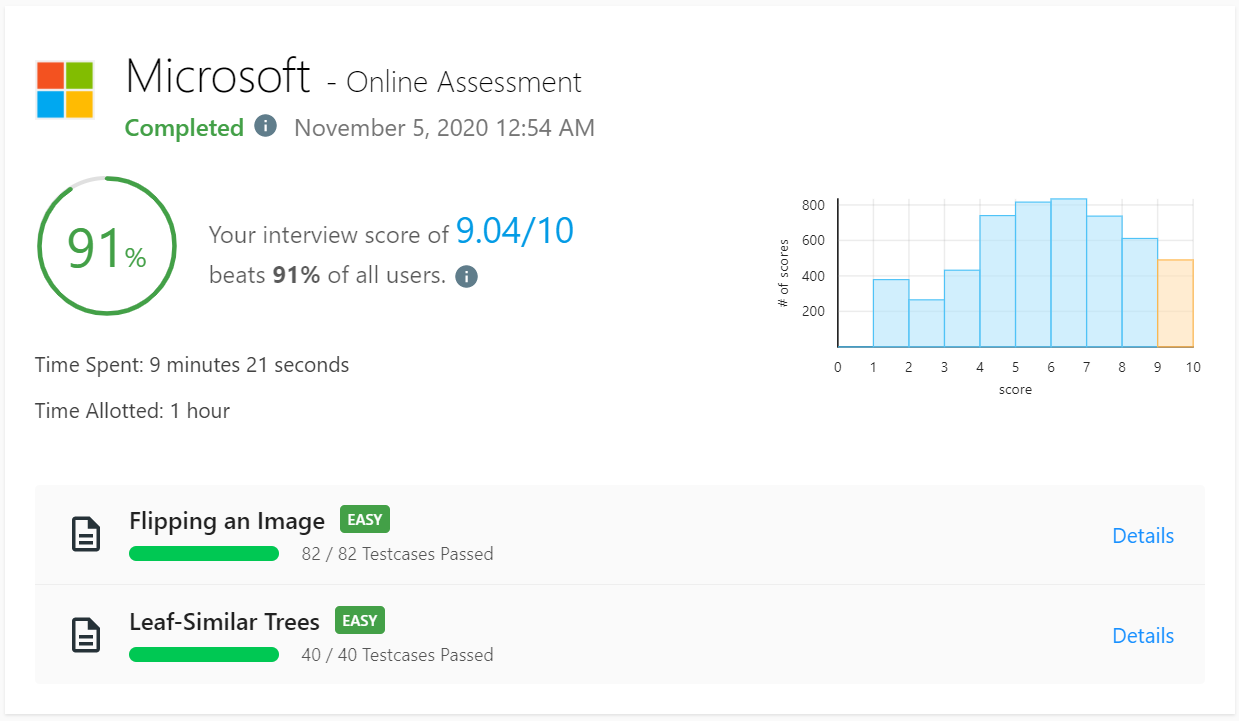 Microsoft - Online Assessment
Completed i November 5, 2020 12:54 AM
91%
Your interview score of 9.04/10
beats 91% of all users. i
Time Spent: 9 minutes 21 seconds
Time Allotted: 1 hour
# of scores
800
600
400
200
0 1 2 3 4 5 6 7 8 9 10
score
Flipping an Image EASY
82 / 82 Testcases Passed
Details
Leaf-Similar Trees EASY
40 / 40 Testcases Passed
Details